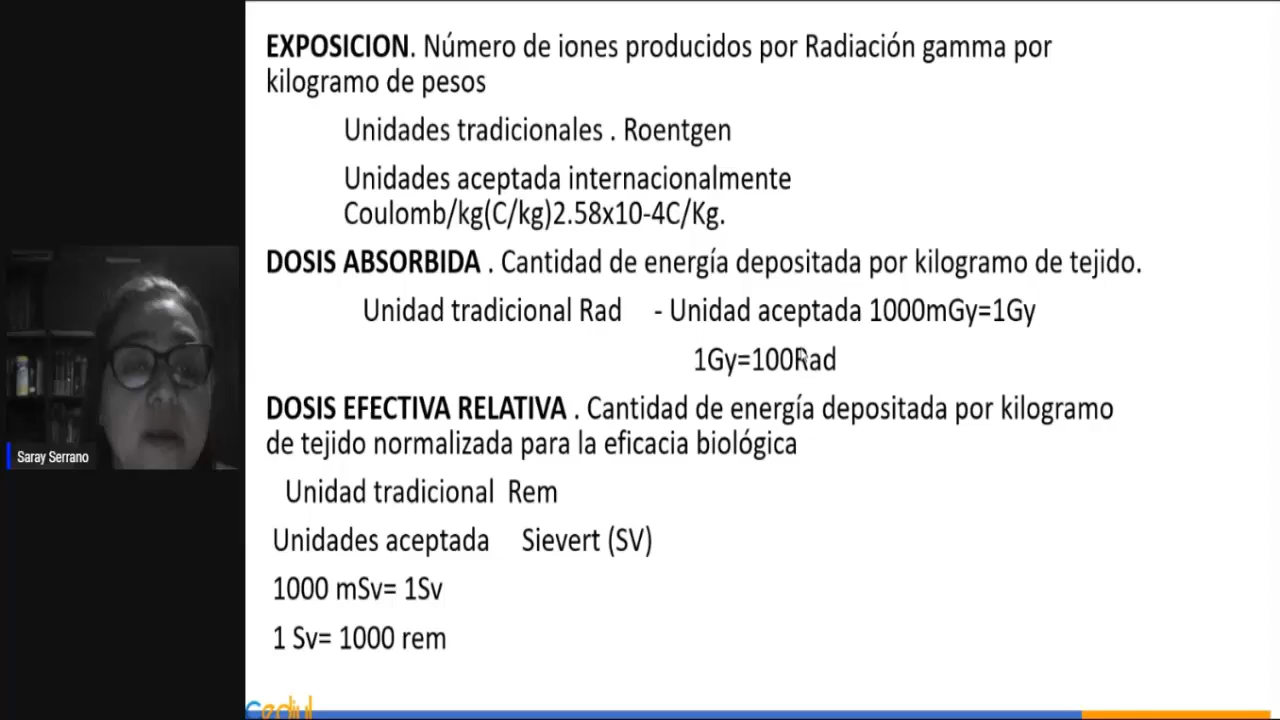 EXPOSICION. Número de iones producidos por Radiación gamma por
kilogramo de pesos
Unidades tradicionales . Roentgen
Unidades aceptada internacionalmente
Coulomb/kg(C/kg)2.58x10-4C/Kg.
DOSIS ABSORBIDA . Cantidad de energía depositada por kilogramo de tejido.
Unidad tradicional Rad - Unidad aceptada 1000mGy=1Gy
1Gy=100Rad
DOSIS EFECTIVA RELATIVA . Cantidad de energía depositada por kilogramo
de tejido normalizada para la eficacia biológica
Unidad tradicional Rem
Unidades aceptada Sievert (SV)
1000 mSv= 1Sv
1 Sv= 1000 rem
Saray Serrano